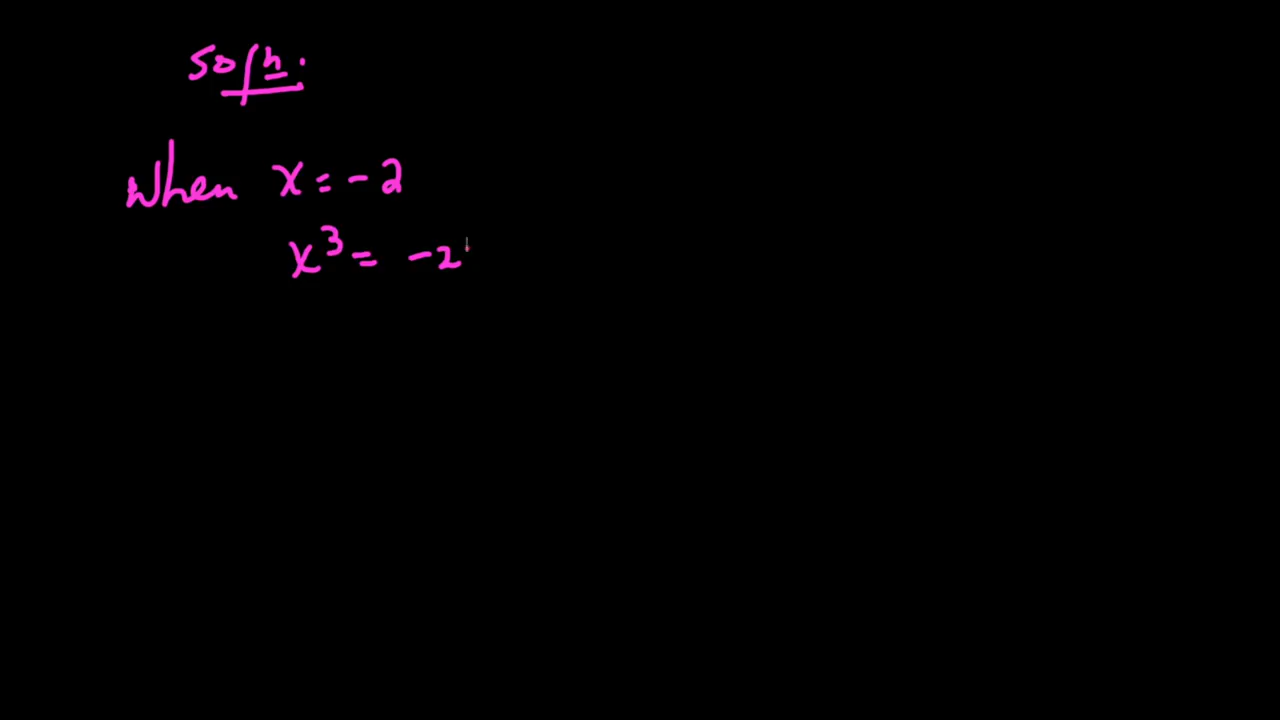 Soln.
When x = -2
x³ = -2